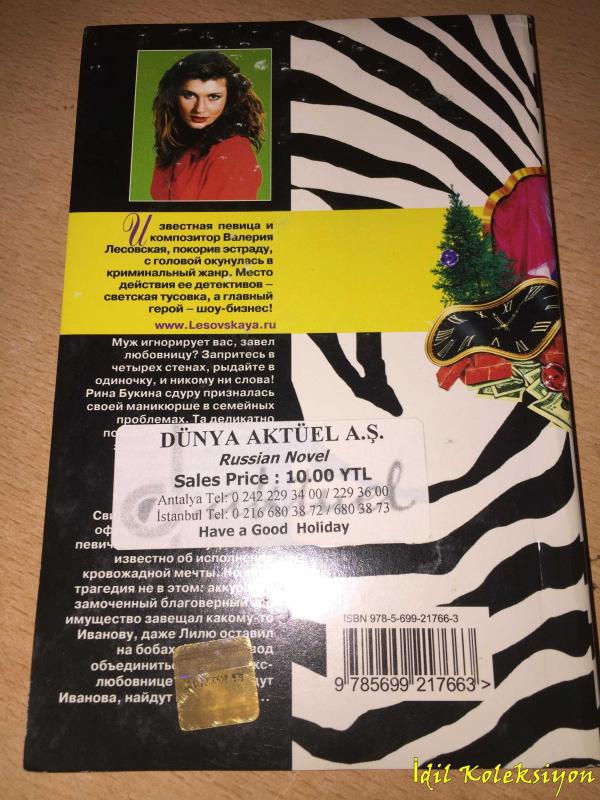 Известная певица и
композитор Валерия
Лесовская, покорив эстраду,
с головой окунулась в
криминальный жанр. Место
действия ее детективов –
светская тусовка, а главный
герой – шоу-бизнес!
www.Lesovskaya.ru
Муж игнорирует вас, завел
любовницу? Запритесь в
четырех стенах, рыдайте в
одиночку, и никому ни слова!
Рина Букина сдуру призналась
своей маникюрше в семейных
проблемах. Та деликатно
DÜNYA AKTÜEL A.Ş.
Russian Novel
Sales Price : 10.00 YTL
Antalya Tel: 0 242 229 34 00 / 229 36 00
İstanbul Tel: 0 216 680 38 72 / 680 38 73
Have a Good Holiday
известно об исполнении
кровожадной мечты.
трагедия не в этом:
замоченный благоверный
имущество завещал какому-то
Иванову, даже Лилю оставил
на бобах
Иванова, найдут
ISBN 978-5-699-21766-3
9 785699 217663 >
İdil Koleksiyon